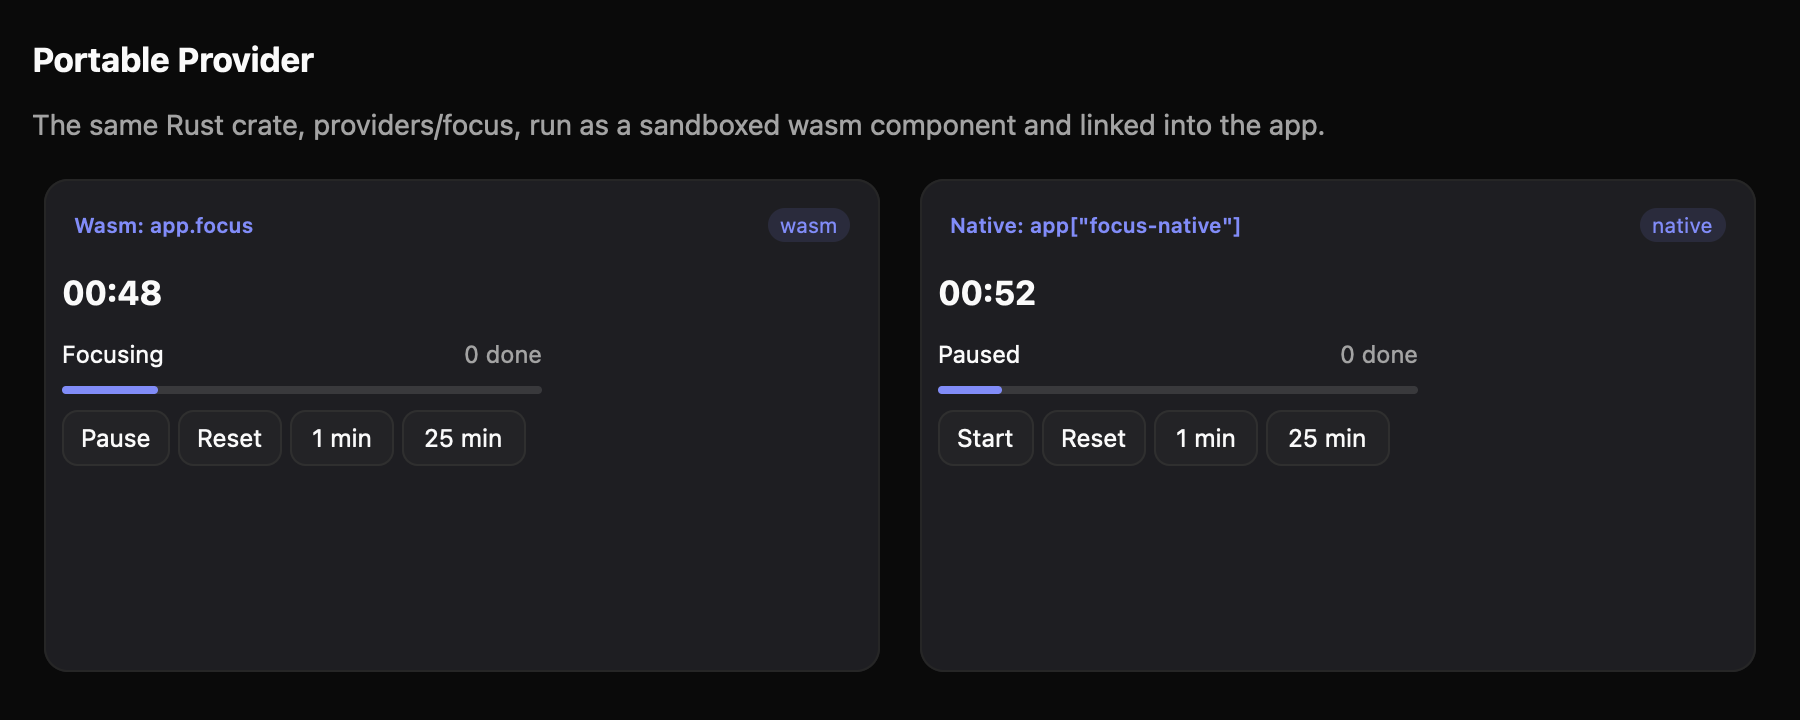 Portable Provider
The same Rust crate, providers/focus, run as a sandboxed wasm component and linked into the app.
Wasm: app.focus
wasm
00:48
Focusing
0 done
Pause
Reset
1 min
25 min
Native: app["focus-native"]
native
00:52
Paused
0 done
Start
Reset
1 min
25 min